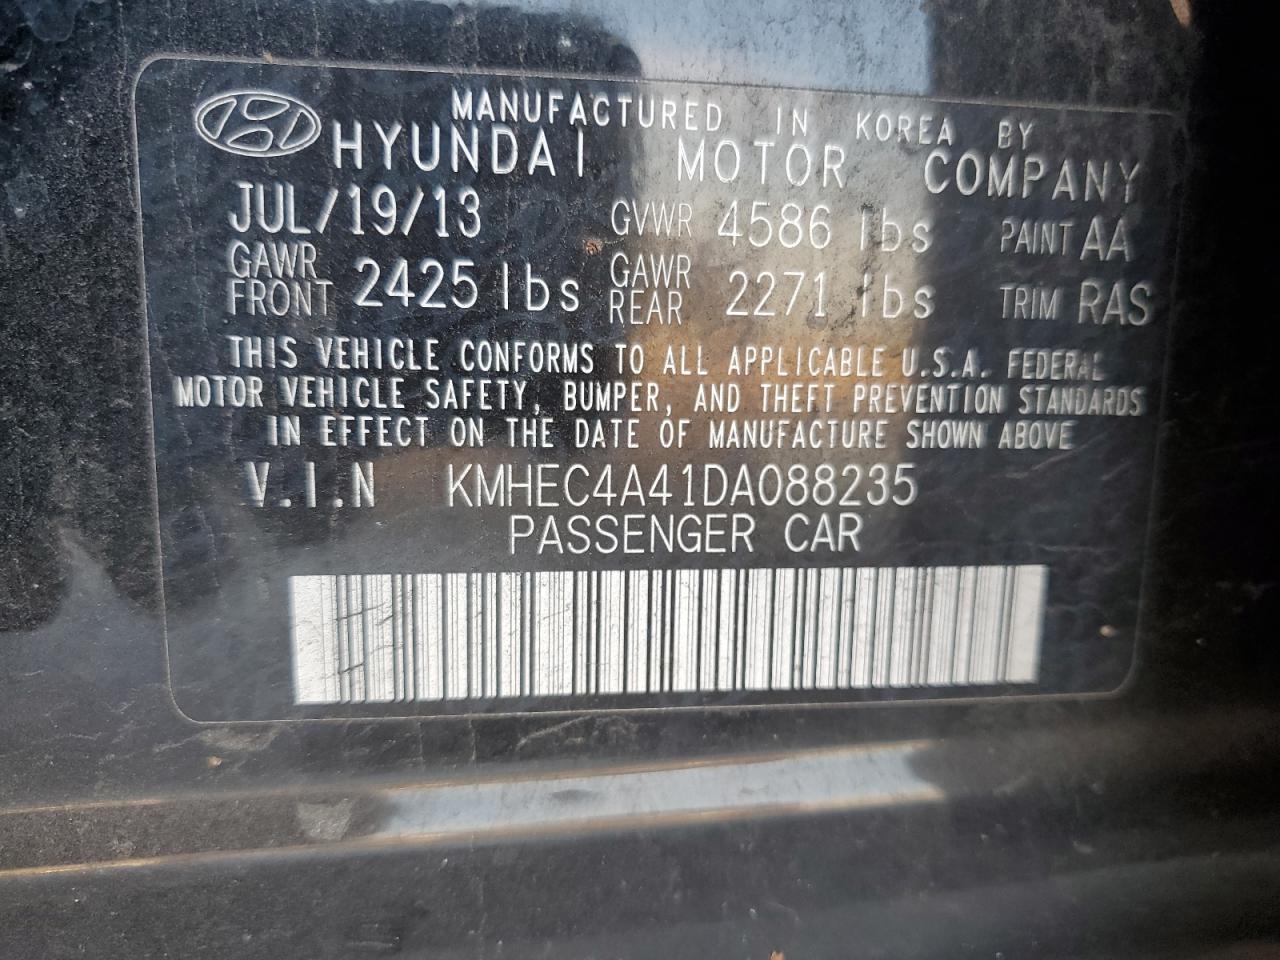 MANUFACTURED IN KOREA BY
HYUNDAI MOTOR COMPANY
JUL/19/13 GVWR 4586 lbs PAINT AA
GAWR FRONT 2425 lbs GAWR REAR 2271 lbs TRIM RAS
THIS VEHICLE CONFORMS TO ALL APPLICABLE U.S.A. FEDERAL
MOTOR VEHICLE SAFETY, BUMPER, AND THEFT PREVENTION STANDARDS
IN EFFECT ON THE DATE OF MANUFACTURE SHOWN ABOVE
V.I.N KMHEC4A41DA088235
PASSENGER CAR